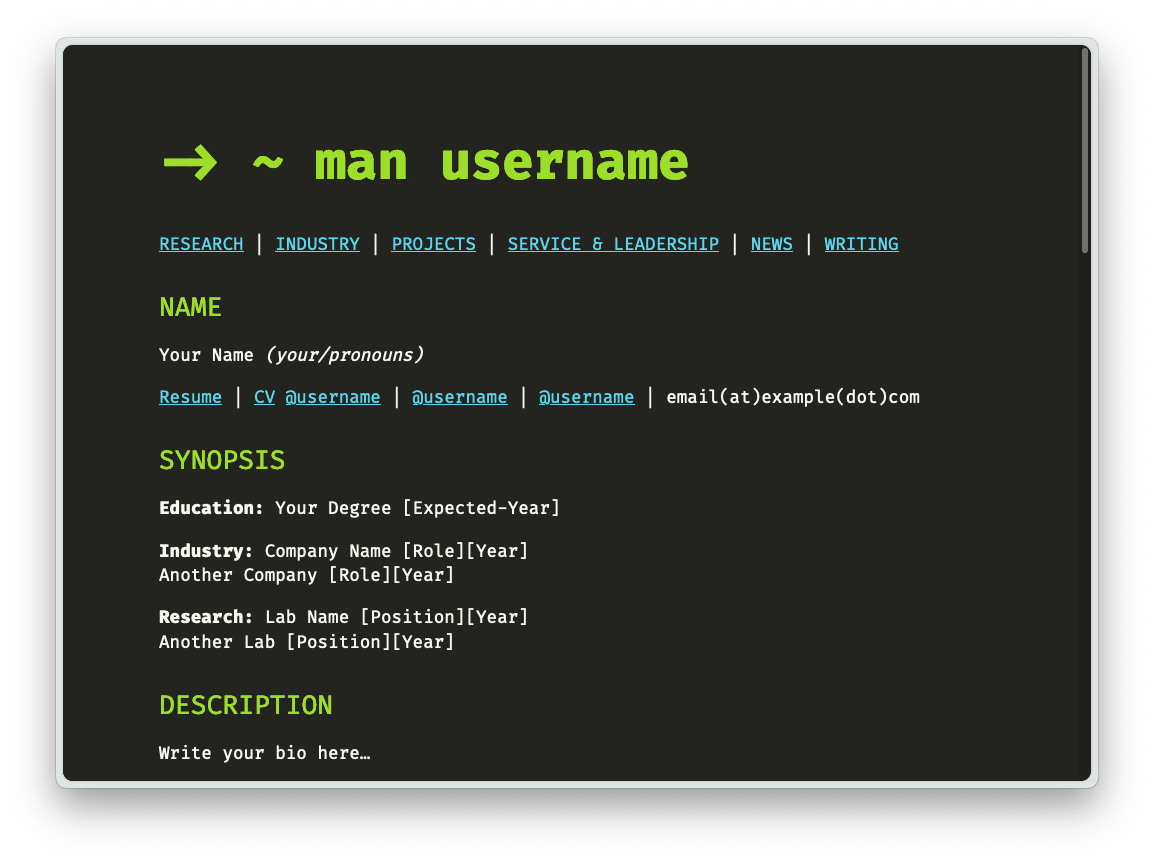 → ~ man username
RESEARCH | INDUSTRY | PROJECTS | SERVICE & LEADERSHIP | NEWS | WRITING
NAME
Your Name (your/pronouns)
Resume | CV @username | @username | @username | email(at)example(dot)com
SYNOPSIS
Education: Your Degree [Expected-Year]
Industry: Company Name [Role][Year]
Another Company [Role][Year]
Research: Lab Name [Position][Year]
Another Lab [Position][Year]
DESCRIPTION
Write your bio here…